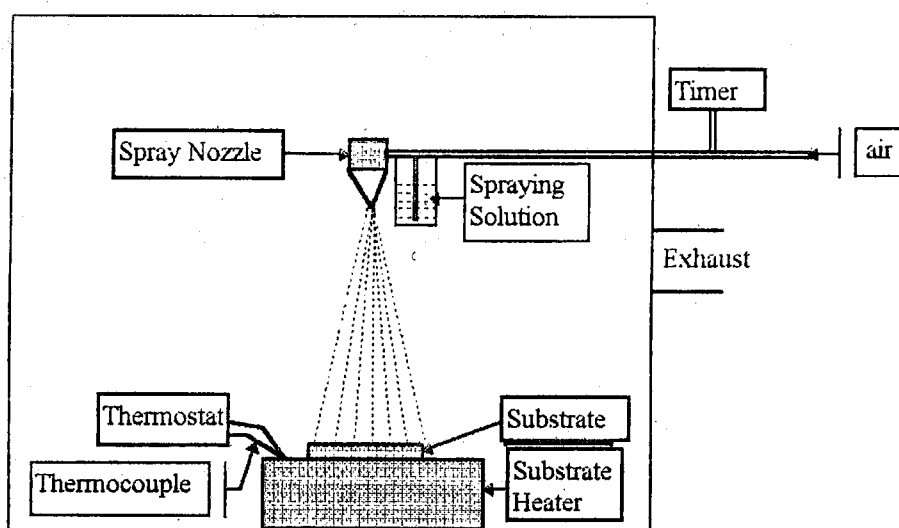 Timer
air
Spray Nozzle
Spraying
Solution
Exhaust
Thermostat
Substrate
Thermocouple
Substrate
Heater